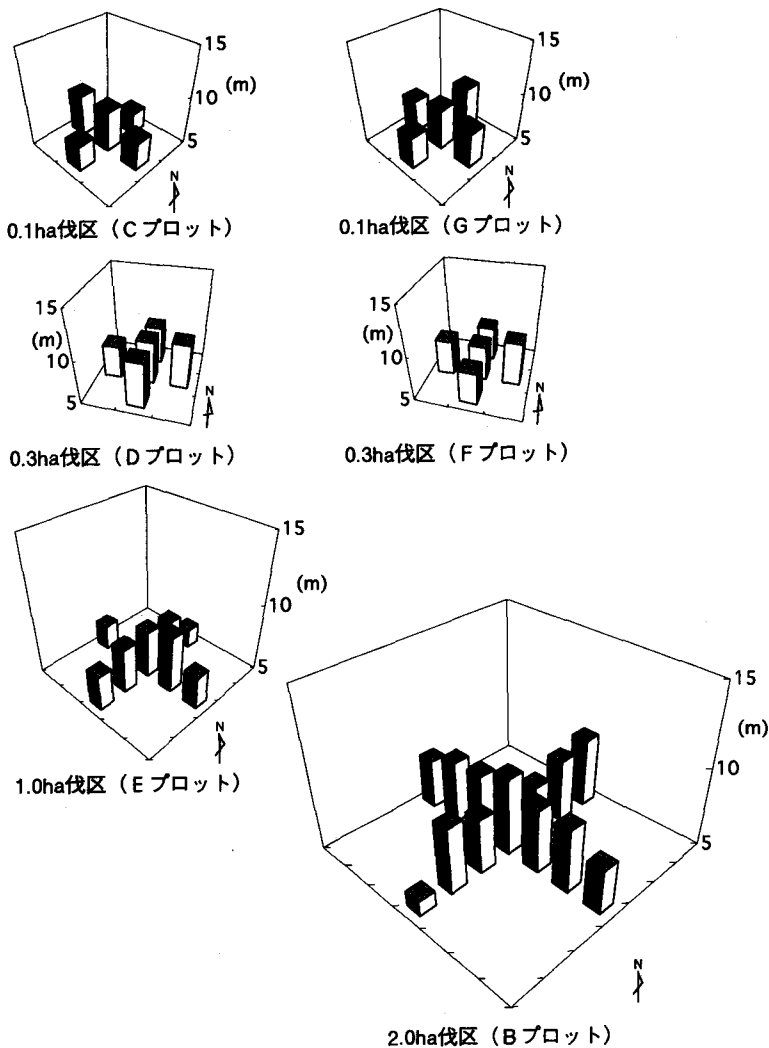 15
(m)
10
5
N
0.1ha伐区（Cプロット）
15
(m)
10
5
N
0.1ha伐区（Gプロット）
15
(m)
10
5
N
0.3ha伐区（Dプロット）
15
(m)
10
5
N
0.3ha伐区（Fプロット）
15
(m)
10
5
N
1.0ha伐区（Eプロット）
15
(m)
10
5
N
2.0ha伐区（Bプロット）